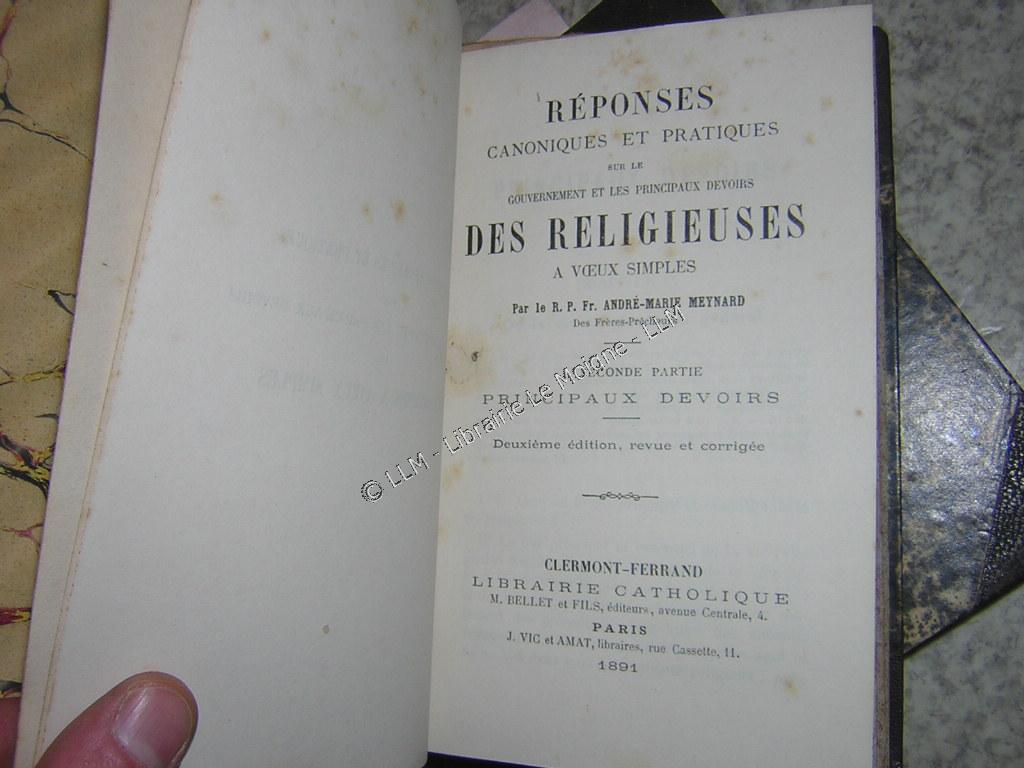 RÉPONSES
CANONIQUES ET PRATIQUES
SUR LE
GOUVERNEMENT ET LES PRINCIPAUX DEVOIRS
DES RELIGIEUSES
A VŒUX SIMPLES
Par le R. P. Fr. ANDRÉ-MARIE MEYNARD
Des Frères-Prêcheurs
SECONDE PARTIE
PRINCIPAUX DEVOIRS
Deuxième édition, revue et corrigée
CLERMONT-FERRAND
LIBRAIRIE CATHOLIQUE
M. BELLET et FILS, éditeurs, avenue Centrale, 4.
PARIS
J. VIC et AMAT, libraires, rue Cassette, 11.
1891
© LLM - Librairie Le Moigne - LLM